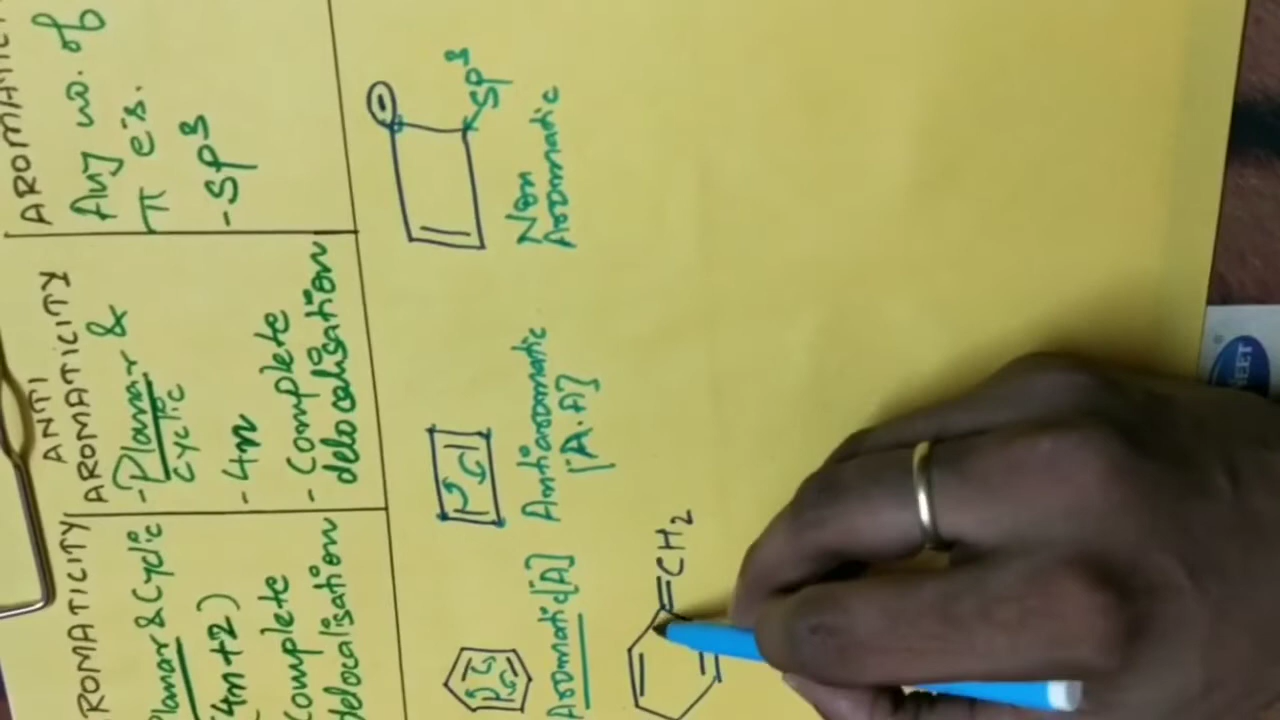 ROMATICITY
Planar & Cyclic
(4n+2)
Complete
delocalisation
ANTI
AROMATICITY
- Planar &
cyclic
- 4n
- Complete
delocalisation
AROMATIC
Any no. of
π e⁻s.
- sp³
Aromatic [A]
Antiaromatic
[A.A]
⊖
sp³
Non
Aromatic
=CH₂